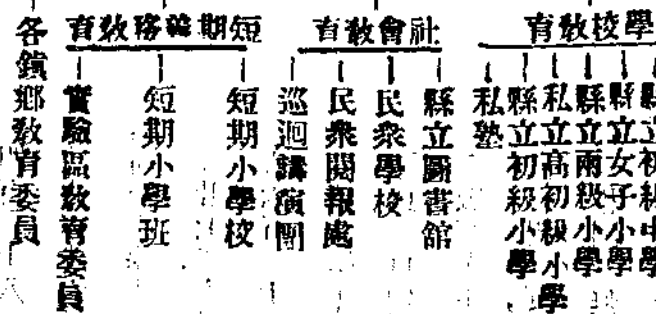 學校教育
縣立初級中學
縣立女子小學
縣立兩級小學
私立高初級小學
縣立初級小學
私塾
社會教育
縣立圖書館
民衆學校
民衆閱報處
巡迴講演團
短期義務教育
短期小學校
短期小學班
實驗區教育委員
各鎮鄉教育委員